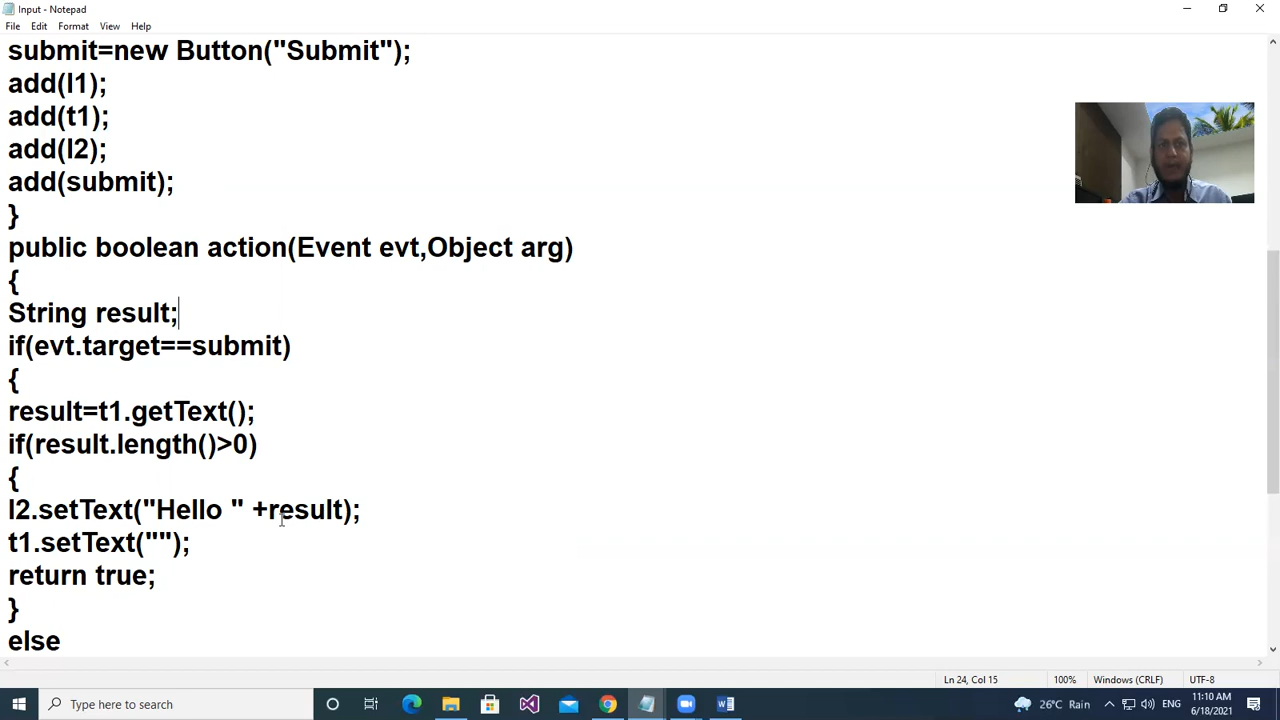 Input - Notepad
File Edit Format View Help
submit=new Button("Submit");
add(l1);
add(t1);
add(l2);
add(submit);
}
public boolean action(Event evt,Object arg)
{
String result;
if(evt.target==submit)
{
result=t1.getText();
if(result.length()>0)
{
l2.setText("Hello " +result);
t1.setText("");
return true;
}
else
Ln 24, Col 15 100% Windows (CRLF) UTF-8
Type here to search
26°C Rain ENG 11:10 AM
6/18/2021